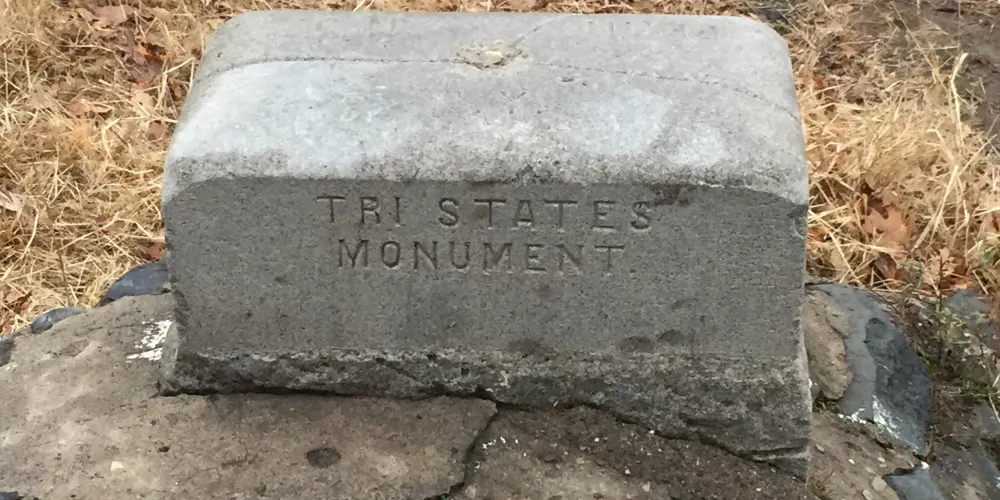 TRI STATES
MONUMENT